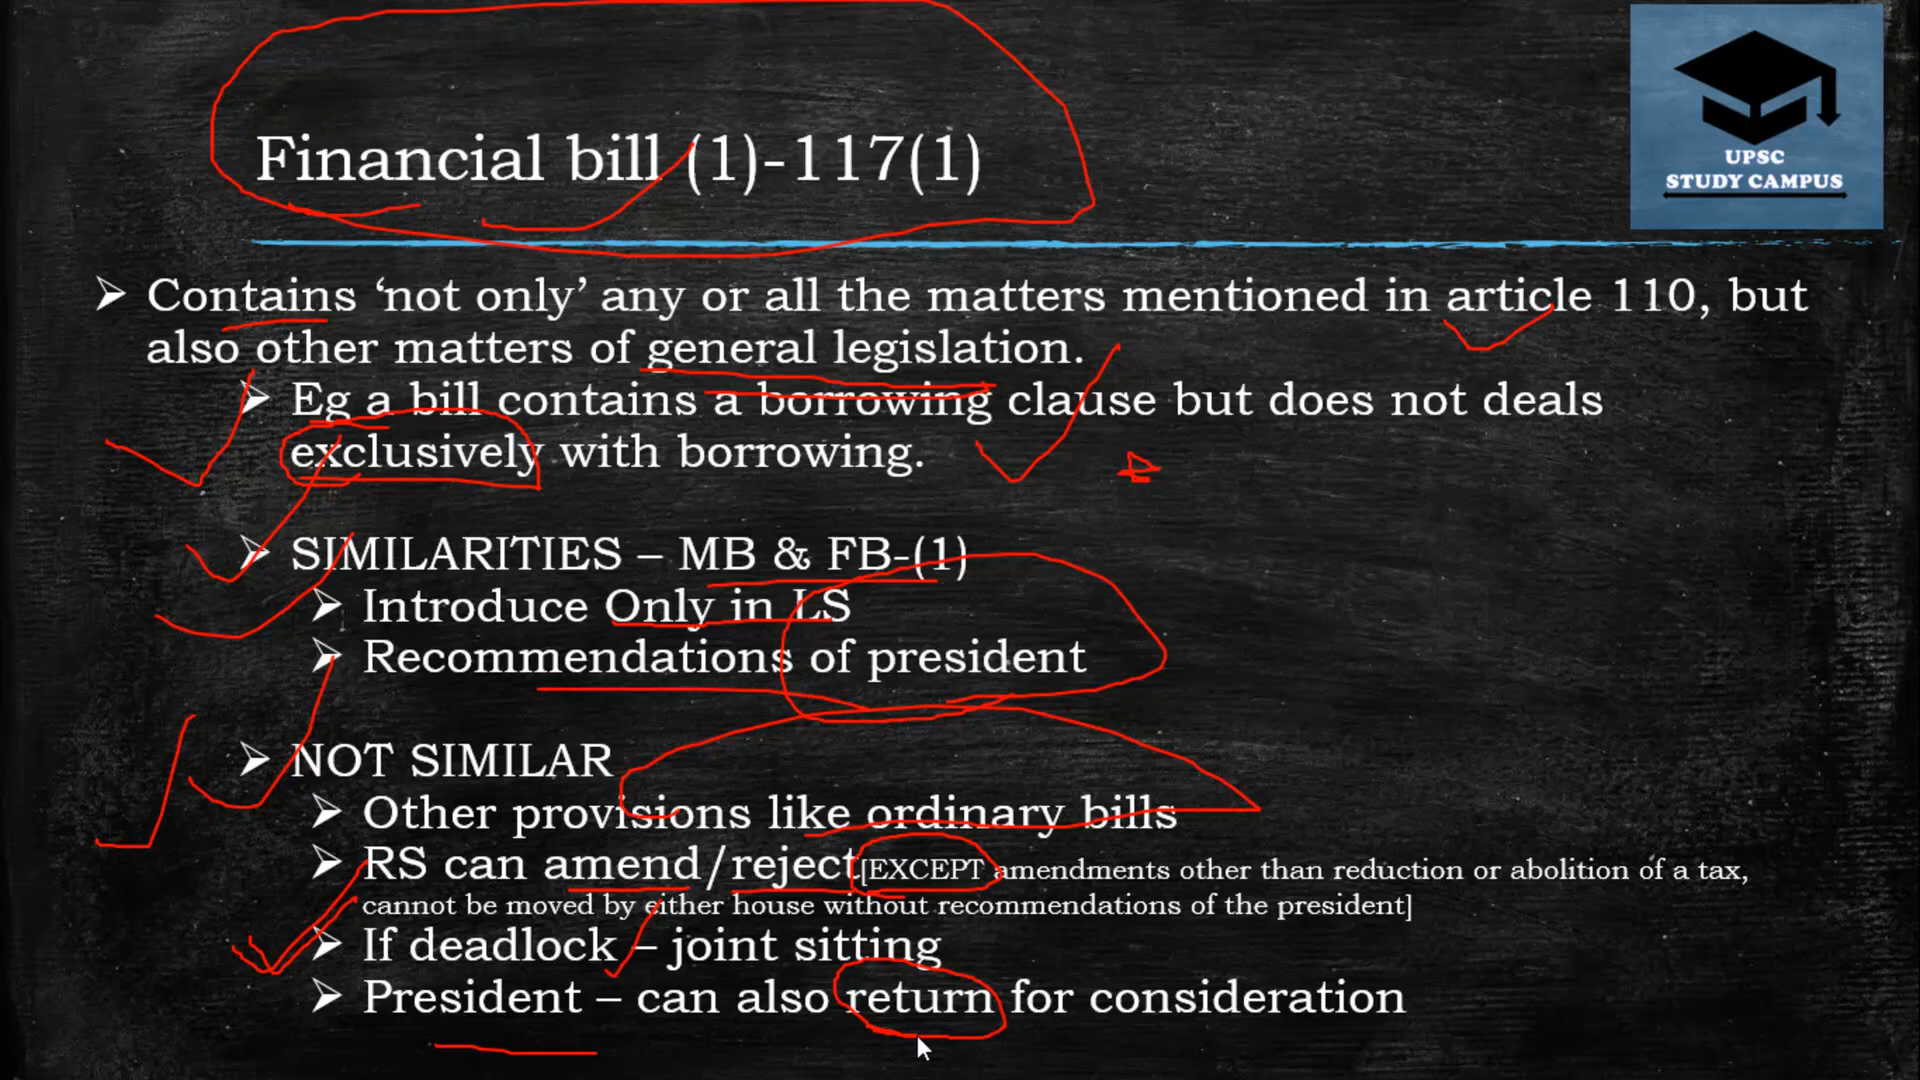 UPSC
STUDY CAMPUS
Financial bill (1)-117(1)
➢ Contains ‘not only’ any or all the matters mentioned in article 110, but
also other matters of general legislation.
➢ Eg a bill contains a borrowing clause but does not deals
exclusively with borrowing.
➢ SIMILARITIES – MB & FB-(1)
➢ Introduce Only in LS
➢ Recommendations of president
➢ NOT SIMILAR
➢ Other provisions like ordinary bills
➢ RS can amend/reject[EXCEPT amendments other than reduction or abolition of a tax,
cannot be moved by either house without recommendations of the president]
➢ If deadlock – joint sitting
➢ President – can also return for consideration